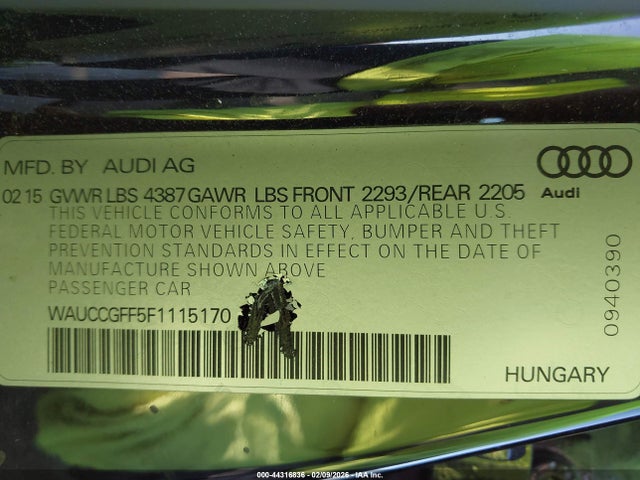 MFD. BY AUDI AG
02 15 GVWR LBS 4387 GAWR LBS FRONT 2293/REAR 2205
Audi
THIS VEHICLE CONFORMS TO ALL APPLICABLE U.S.
FEDERAL MOTOR VEHICLE SAFETY, BUMPER AND THEFT
PREVENTION STANDARDS IN EFFECT ON THE DATE OF
MANUFACTURE SHOWN ABOVE
PASSENGER CAR
WAUCCGFF5F1115170
0940390
HUNGARY
000-44316836 - 02/09/2026 - © IAA Inc.